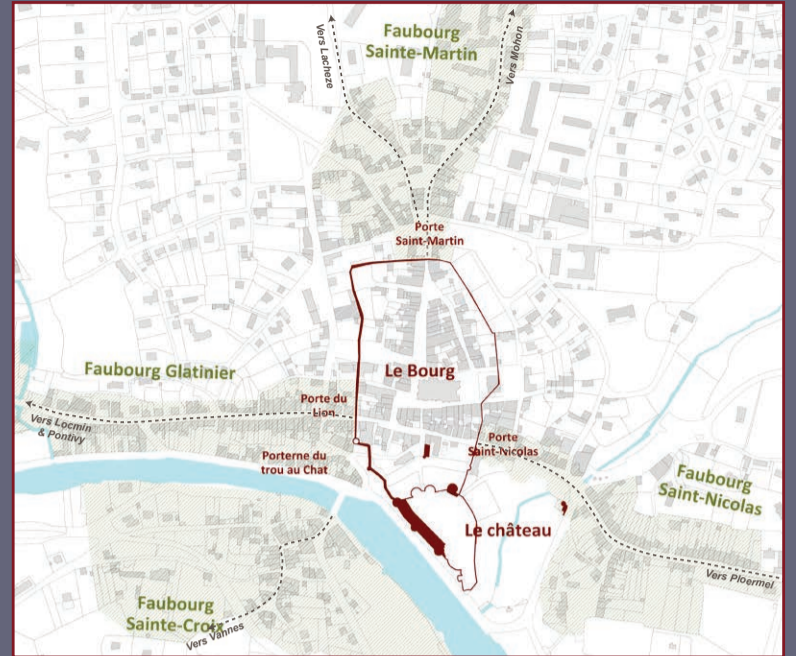 Faubourg
Sainte-Martin
Vers Lacheze
Vers Mohon
Porte
Saint-Martin
Faubourg Glatinier
Le Bourg
Porte du
Lion
Vers Locmin
& Pontivy
Porterne du
trou au Chat
Porte
Saint-Nicolas
Faubourg
Saint-Nicolas
Le château
Vers Ploermel
Faubourg
Sainte-Croix
Vers Vannes